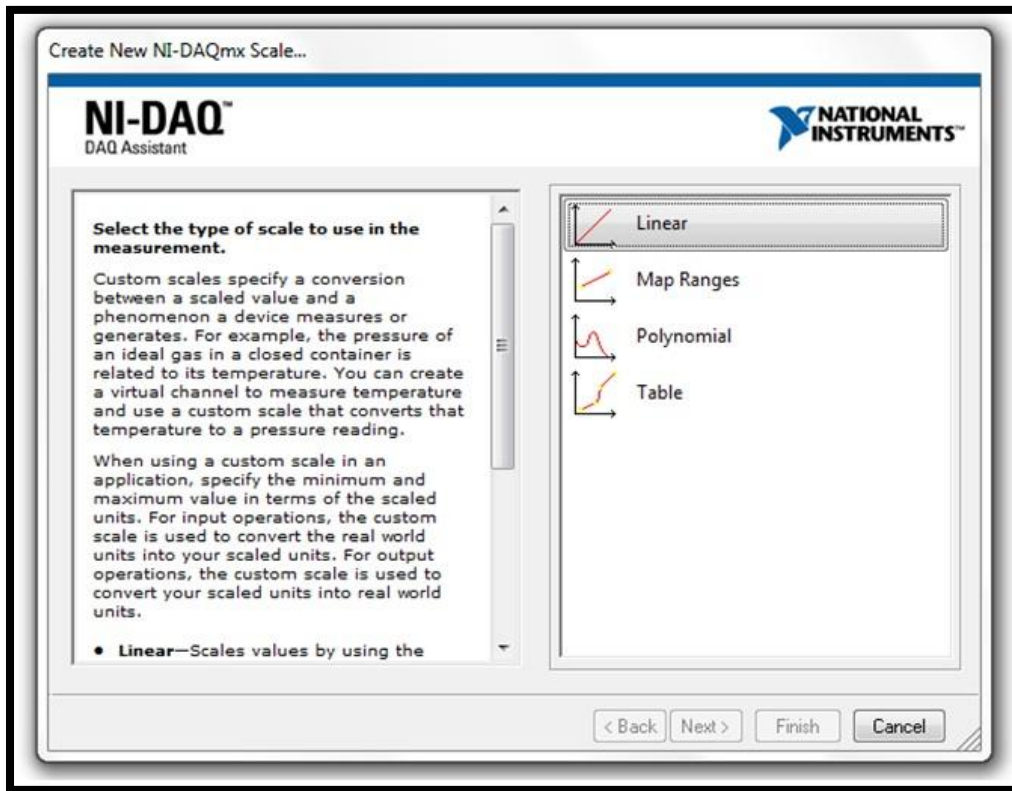 Create New NI-DAQmx Scale...
NI-DAQ™
DAQ Assistant
NATIONAL
INSTRUMENTS™
Select the type of scale to use in the
measurement.
Custom scales specify a conversion
between a scaled value and a
phenomenon a device measures or
generates. For example, the pressure of
an ideal gas in a closed container is
related to its temperature. You can create
a virtual channel to measure temperature
and use a custom scale that converts that
temperature to a pressure reading.
When using a custom scale in an
application, specify the minimum and
maximum value in terms of the scaled
units. For input operations, the custom
scale is used to convert the real world
units into your scaled units. For output
operations, the custom scale is used to
convert your scaled units into real world
units.
• Linear—Scales values by using the
Linear
Map Ranges
Polynomial
Table
< Back Next > Finish Cancel